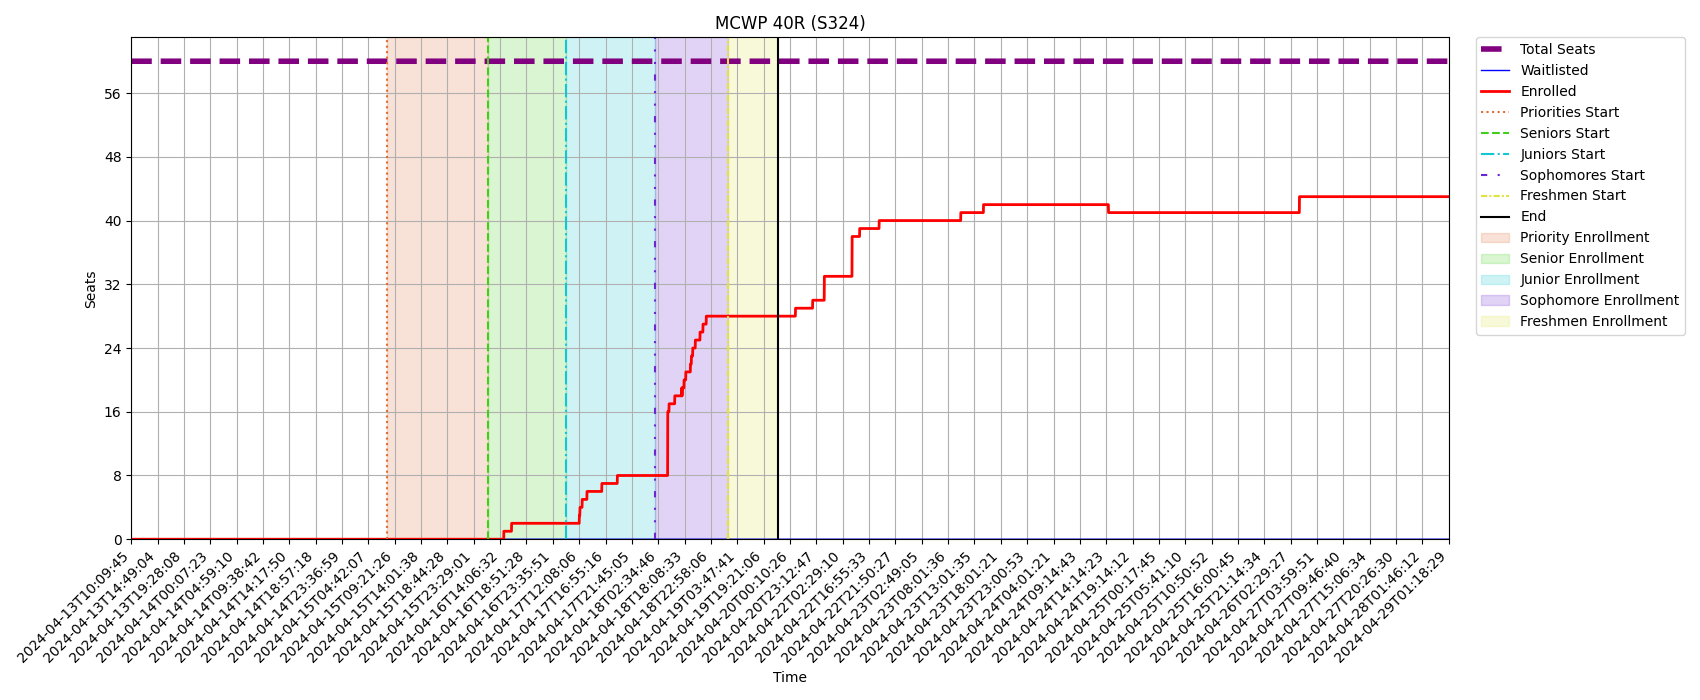 MCWP 40R (S324)
Total Seats
Waitlisted
Enrolled
Priorities Start
Seniors Start
Juniors Start
Sophomores Start
Freshmen Start
End
Priority Enrollment
Senior Enrollment
Junior Enrollment
Sophomore Enrollment
Freshmen Enrollment
Seats
56
48
40
32
24
16
8
0
2024-04-13T10:09:45
2024-04-13T14:49:04
2024-04-13T19:28:08
2024-04-14T00:07:23
2024-04-14T04:59:10
2024-04-14T09:38:42
2024-04-14T14:17:50
2024-04-14T18:57:18
2024-04-14T23:36:59
2024-04-15T04:42:07
2024-04-15T09:21:26
2024-04-15T14:01:38
2024-04-15T18:44:28
2024-04-15T23:29:01
2024-04-16T14:06:32
2024-04-16T18:51:28
2024-04-16T23:35:51
2024-04-17T12:08:06
2024-04-17T16:55:16
2024-04-17T21:45:05
2024-04-18T02:34:46
2024-04-18T18:08:33
2024-04-18T22:58:06
2024-04-19T03:47:41
2024-04-19T19:21:06
2024-04-20T00:10:26
2024-04-20T23:12:47
2024-04-22T02:29:10
2024-04-22T16:55:33
2024-04-22T21:50:27
2024-04-23T02:49:05
2024-04-23T08:01:36
2024-04-23T13:01:35
2024-04-23T18:01:21
2024-04-23T23:00:53
2024-04-24T04:01:21
2024-04-24T09:14:43
2024-04-24T14:14:23
2024-04-24T19:14:12
2024-04-25T00:17:45
2024-04-25T05:41:10
2024-04-25T10:50:52
2024-04-25T16:00:45
2024-04-25T21:14:34
2024-04-26T02:29:27
2024-04-27T03:59:51
2024-04-27T09:46:40
2024-04-27T15:06:34
2024-04-27T20:26:30
2024-04-28T01:46:12
2024-04-29T01:18:29
Time